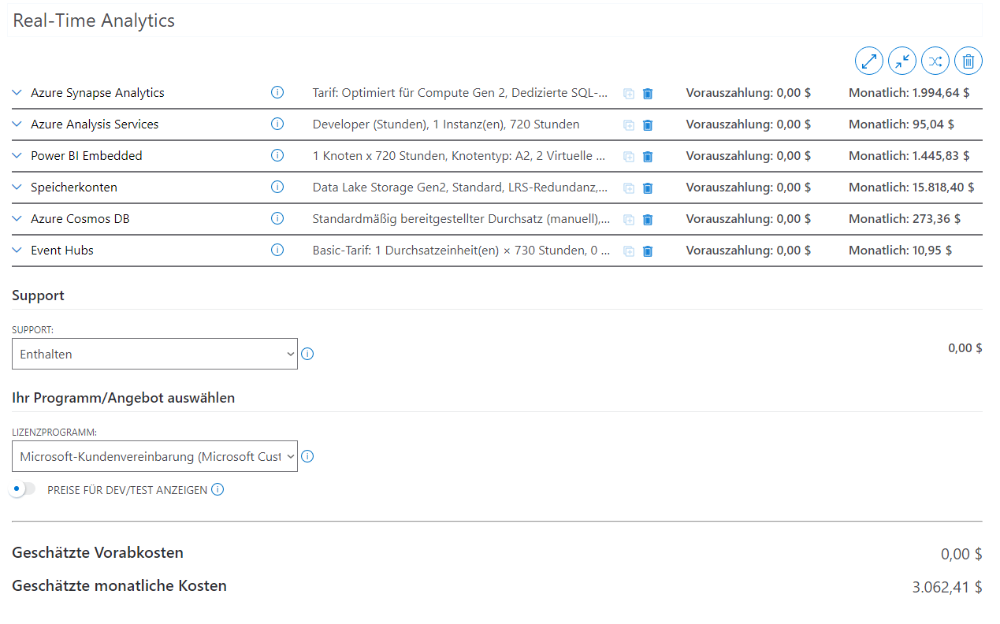 Real-Time Analytics
Azure Synapse Analytics Tarif: Optimiert für Compute Gen 2, Dedizierte SQL-... Vorauszahlung: 0,00 $ Monatlich: 1.994,64 $
Azure Analysis Services Developer (Stunden), 1 Instanz(en), 720 Stunden Vorauszahlung: 0,00 $ Monatlich: 95,04 $
Power BI Embedded 1 Knoten x 720 Stunden, Knotentyp: A2, 2 Virtuelle ... Vorauszahlung: 0,00 $ Monatlich: 1.445,83 $
Speicherkonten Data Lake Storage Gen2, Standard, LRS-Redundanz,... Vorauszahlung: 0,00 $ Monatlich: 15.818,40 $
Azure Cosmos DB Standardmäßig bereitgestellter Durchsatz (manuell),... Vorauszahlung: 0,00 $ Monatlich: 273,36 $
Event Hubs Basic-Tarif: 1 Durchsatzeinheit(en) × 730 Stunden, 0 ... Vorauszahlung: 0,00 $ Monatlich: 10,95 $
Support
SUPPORT:
Enthalten 0,00 $
Ihr Programm/Angebot auswählen
LIZENZPROGRAMM:
Microsoft-Kundenvereinbarung (Microsoft Cust
PREISE FÜR DEV/TEST ANZEIGEN
Geschätzte Vorabkosten 0,00 $
Geschätzte monatliche Kosten 3.062,41 $